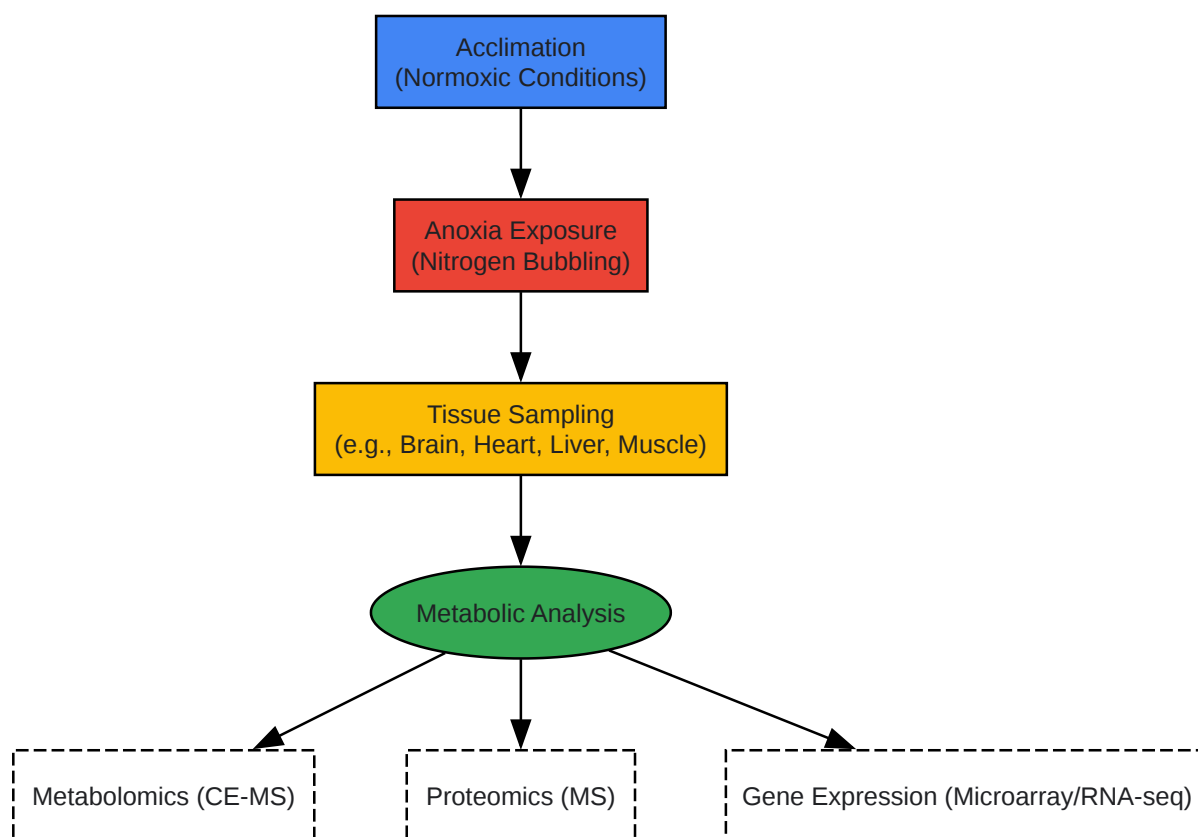 Acclimation
(Normoxic Conditions)
Anoxia Exposure
(Nitrogen Bubbling)
Tissue Sampling
(e.g., Brain, Heart, Liver, Muscle)
Metabolic Analysis
Metabolomics (CE-MS)
Proteomics (MS)
Gene Expression (Microarray/RNA-seq)